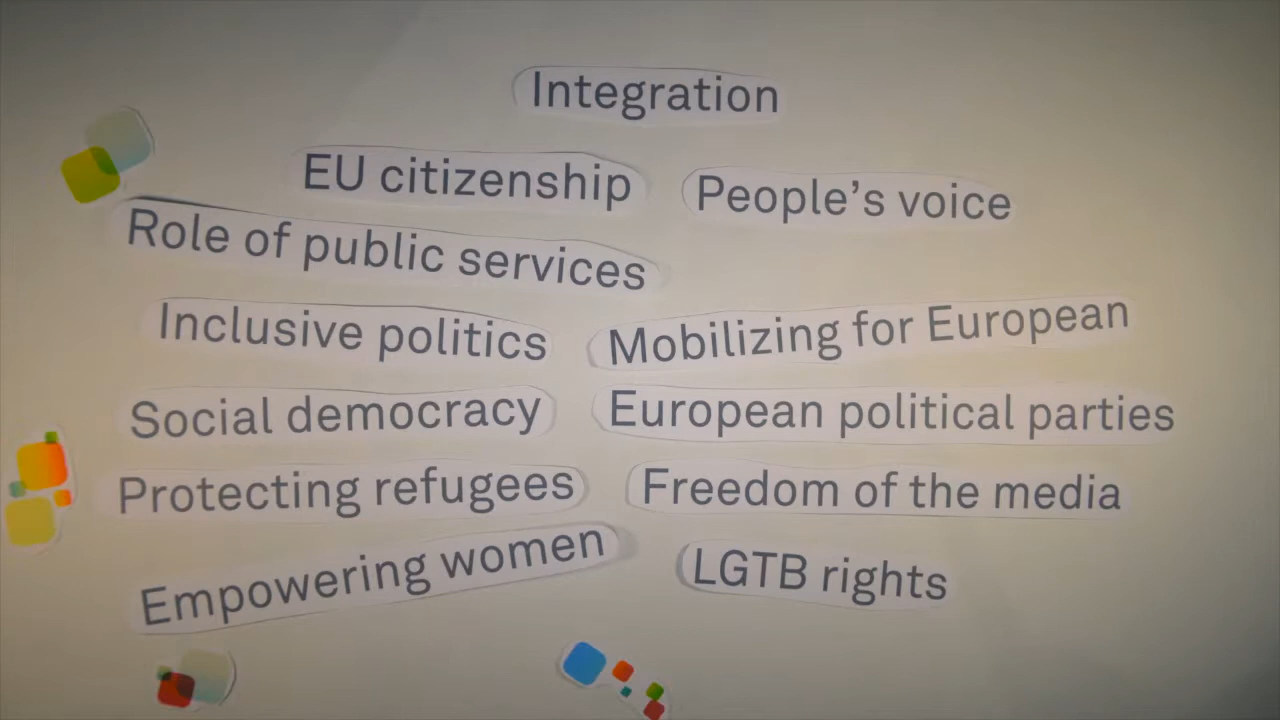 Integration
EU citizenship
People's voice
Role of public services
Inclusive politics
Mobilizing for European
Social democracy
European political parties
Protecting refugees
Freedom of the media
Empowering women
LGTB rights